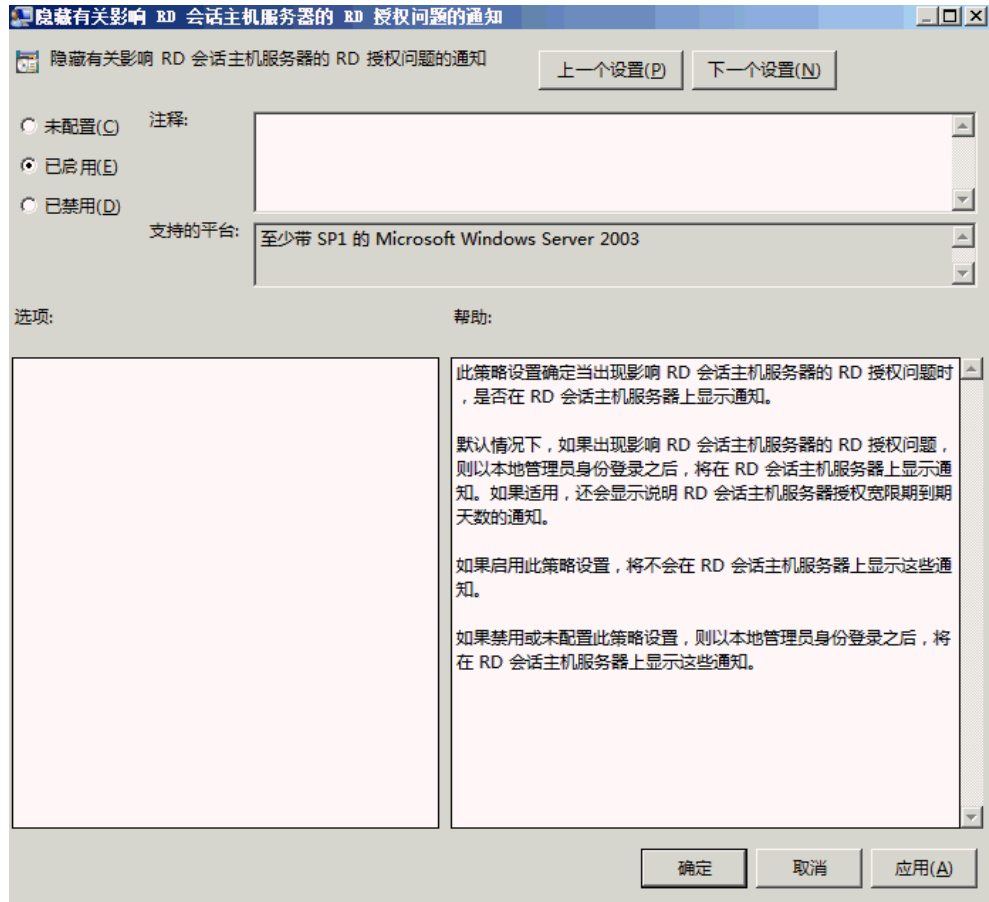 隐藏有关影响 RD 会话主机服务器的 RD 授权问题的通知
隐藏有关影响 RD 会话主机服务器的 RD 授权问题的通知
上一个设置(P)
下一个设置(N)
未配置(C)
注释:
已启用(E)
已禁用(D)
支持的平台:
至少带 SP1 的 Microsoft Windows Server 2003
选项:
帮助:
此策略设置确定当出现影响 RD 会话主机服务器的 RD 授权问题时
，是否在 RD 会话主机服务器上显示通知。
默认情况下，如果出现影响 RD 会话主机服务器的 RD 授权问题，
则以本地管理员身份登录之后，将在 RD 会话主机服务器上显示通
知。如果适用，还会显示说明 RD 会话主机服务器授权宽限期到期
天数的通知。
如果启用此策略设置，将不会在 RD 会话主机服务器上显示这些通
知。
如果禁用或未配置此策略设置，则以本地管理员身份登录之后，将
在 RD 会话主机服务器上显示这些通知。
确定
取消
应用(A)